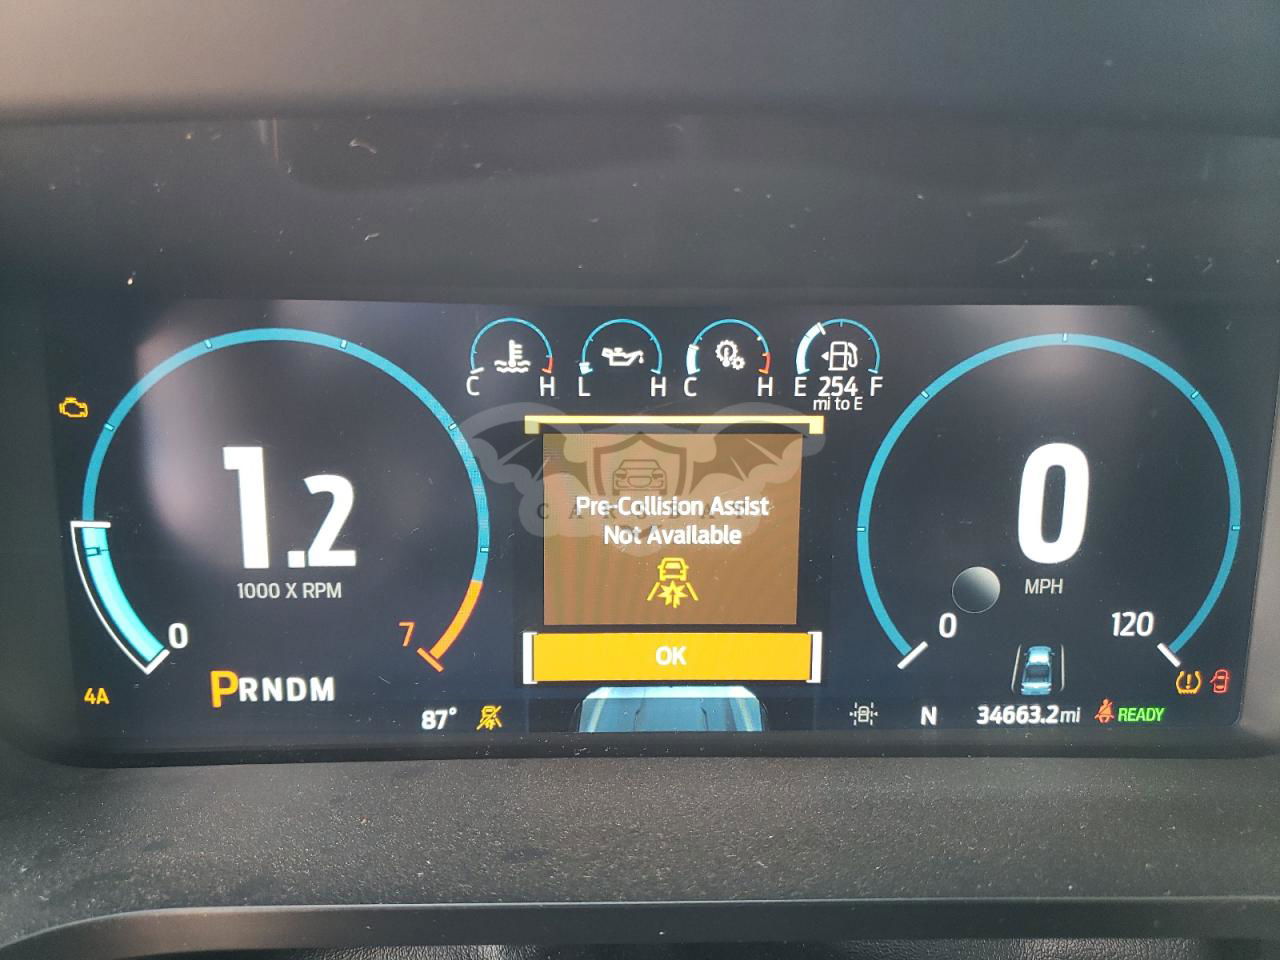 C H L H C H E 254 F
mi to E
CAR
Pre-Collision Assist
Not Available
1.2
1000 X RPM
0
7
OK
0
MPH
0
120
4A
PRNDM
87°
N
34663.2mi
READY